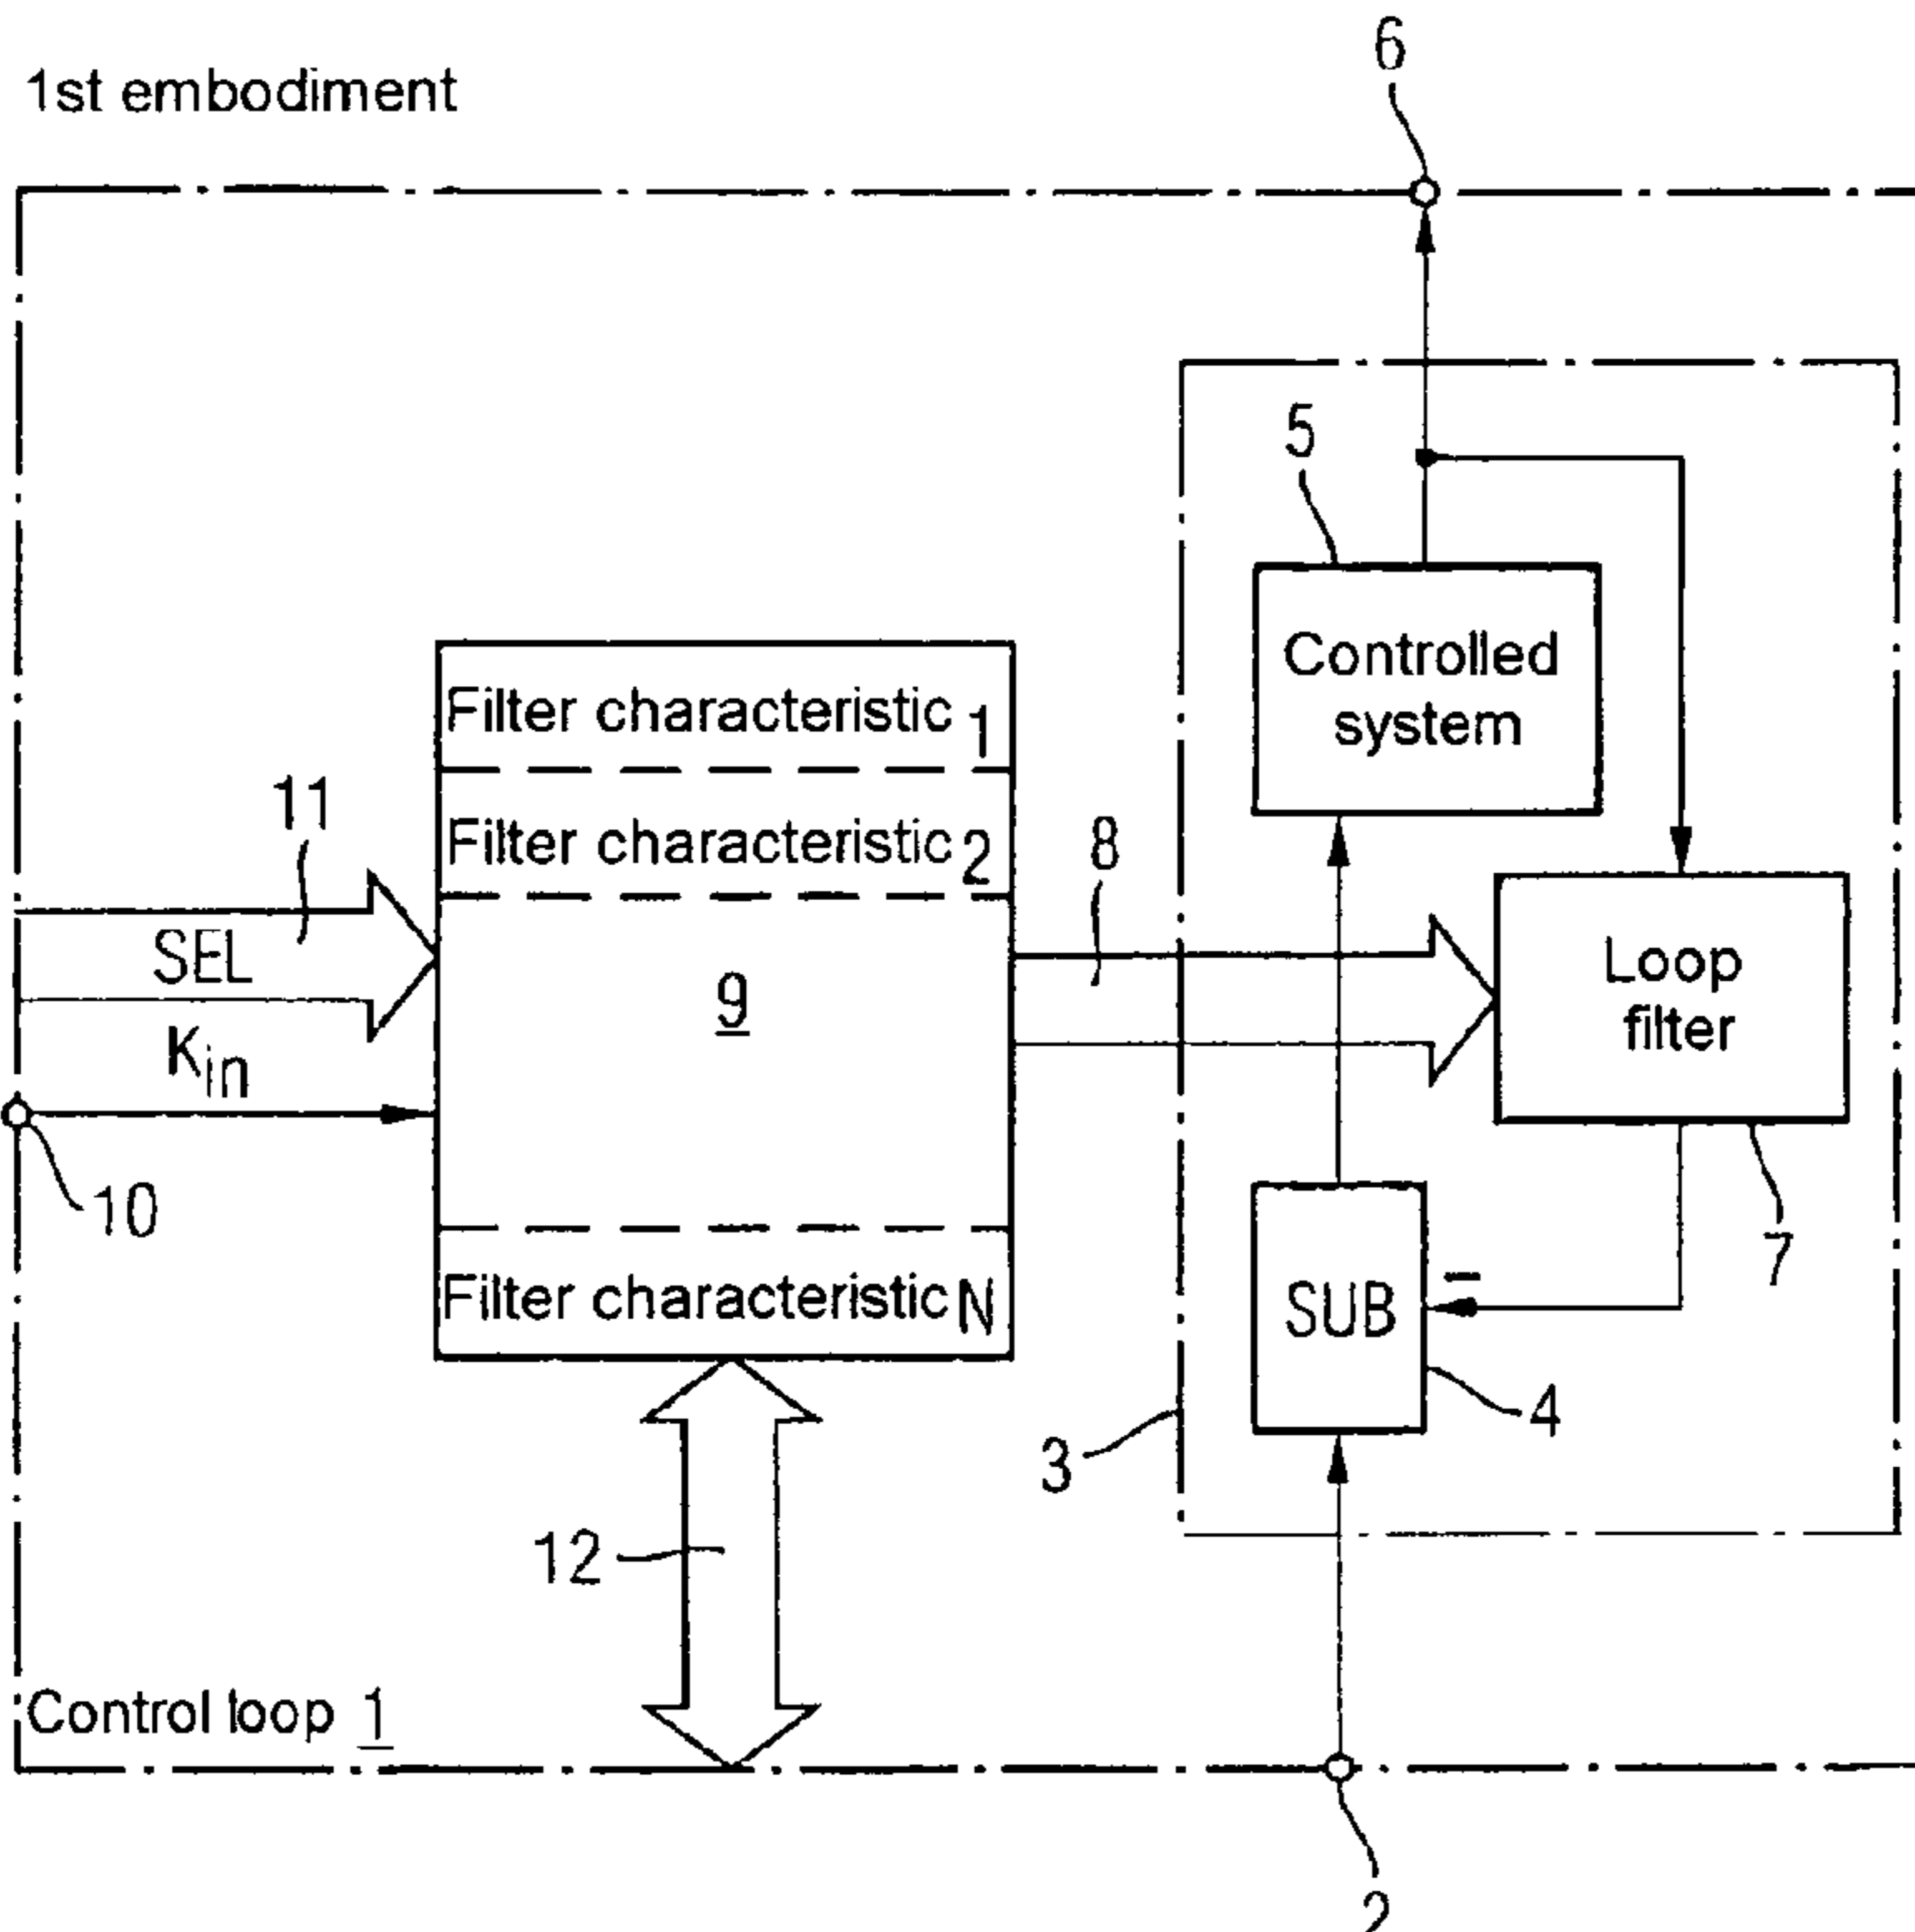 6
1st embodiment
5
Controlled
system
Filter characteristic 1
11
Filter characteristic 2
8
SEL
9
Loop
filter
Kin
10
7
Filter characteristic N
SUB
-
4
3
12
Control loop 1
2